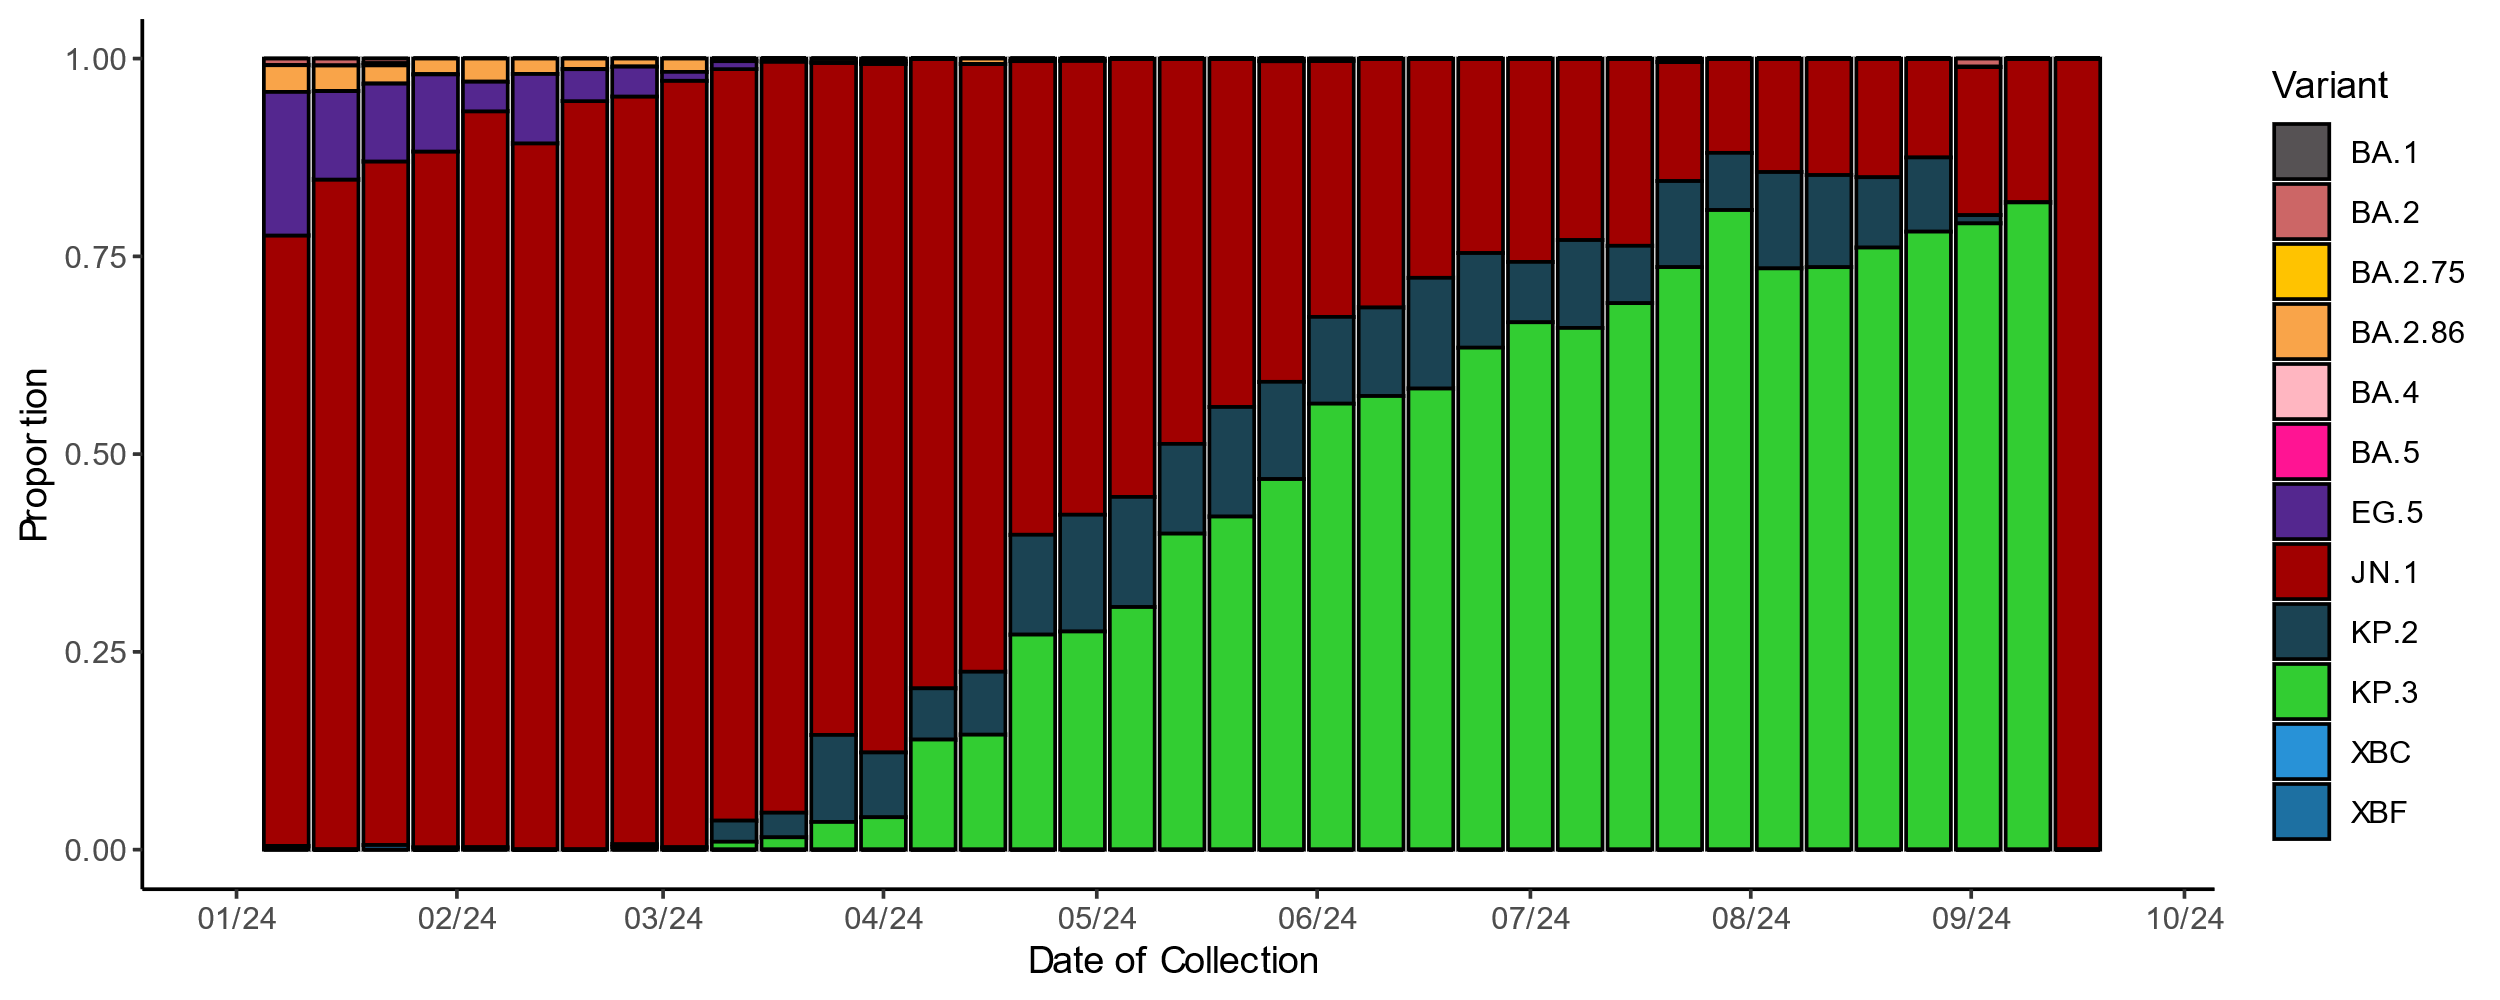 1.00
0.75
0.50
0.25
0.00
Proportion
01/24 02/24 03/24 04/24 05/24 06/24 07/24 08/24 09/24 10/24
Date of Collection
Variant
BA.1
BA.2
BA.2.75
BA.2.86
BA.4
BA.5
EG.5
JN.1
KP.2
KP.3
XBC
XBF